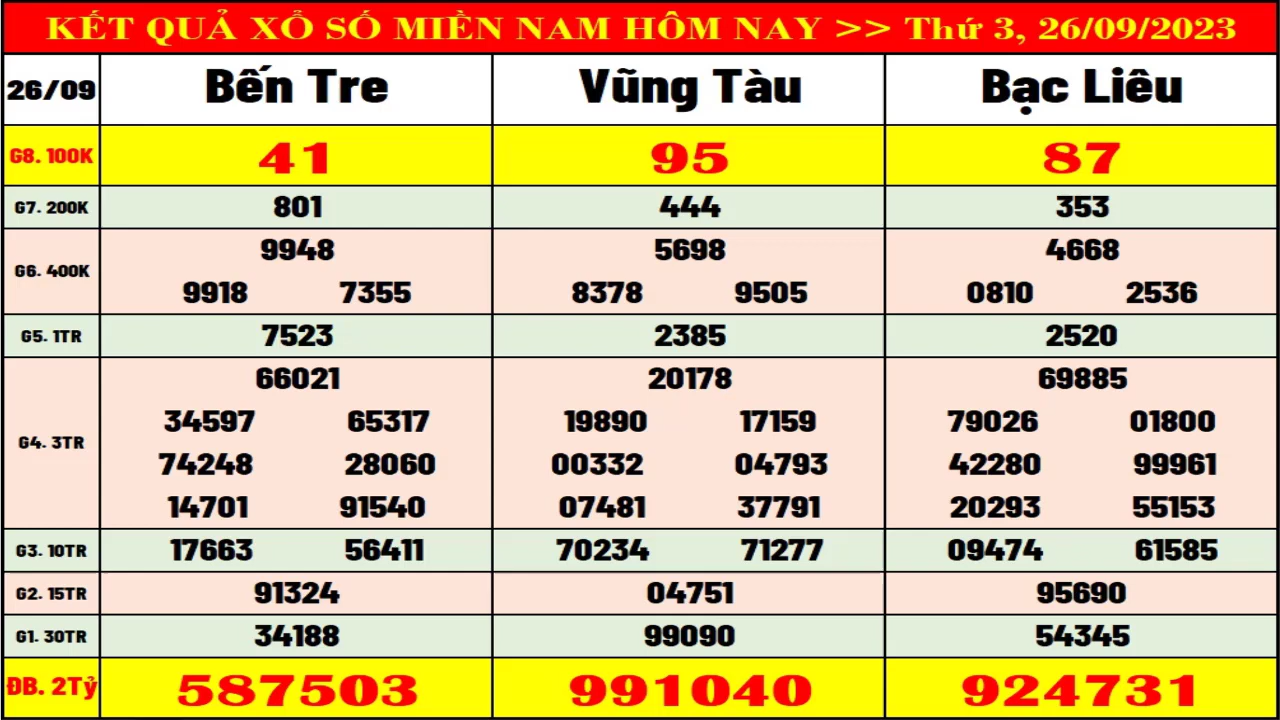 KẾT QUẢ XỔ SỐ MIỀN NAM HÔM NAY >> Thứ 3, 26/09/2023
26/09 Bến Tre Vũng Tàu Bạc Liêu
G8. 100K 41 95 87
G7. 200K 801 444 353
9948 5698 4668
G6. 400K
9918 7355 8378 9505 0810 2536
G5. 1TR 7523 2385 2520
66021 20178 69885
34597 65317 19890 17159 79026 01800
G4. 3TR
74248 28060 00332 04793 42280 99961
14701 91540 07481 37791 20293 55153
G3. 10TR 17663 56411 70234 71277 09474 61585
G2. 15TR 91324 04751 95690
G1. 30TR 34188 99090 54345
ĐB. 2Tỷ 587503 991040 924731